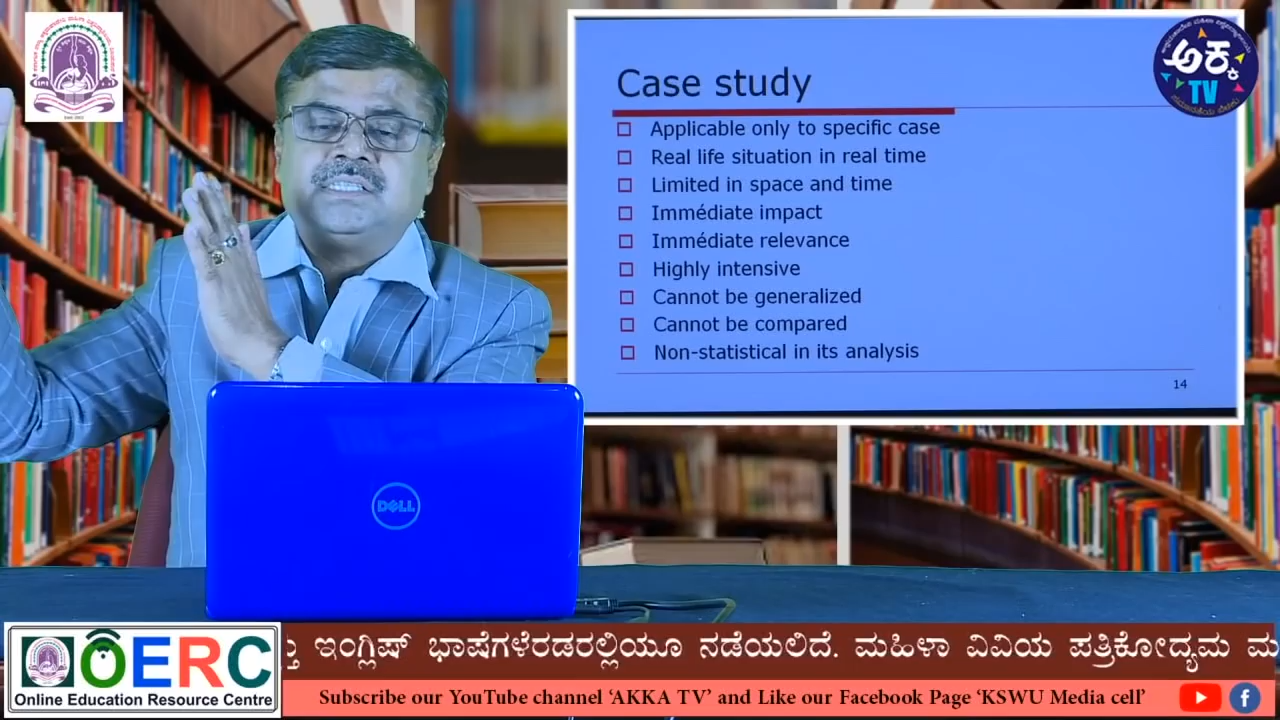 ಅಕ್ಕ
TV
Case study
Applicable only to specific case
Real life situation in real time
Limited in space and time
Immédiate impact
Immédiate relevance
Highly intensive
Cannot be generalized
Cannot be compared
Non-statistical in its analysis
14
DELL
OERC
Online Education Resource Centre
ಇಂಗ್ಲಿಷ್ ಭಾಷೆಗಳೆರಡರಲ್ಲಿಯೂ ನಡೆಯಲಿದೆ. ಮಹಿಳಾ ವಿವಿಯ ಪತ್ರಿಕೋದ್ಯಮ
Subscribe our YouTube channel ‘AKKA TV’ and Like our Facebook Page ‘KSWU Media cell’